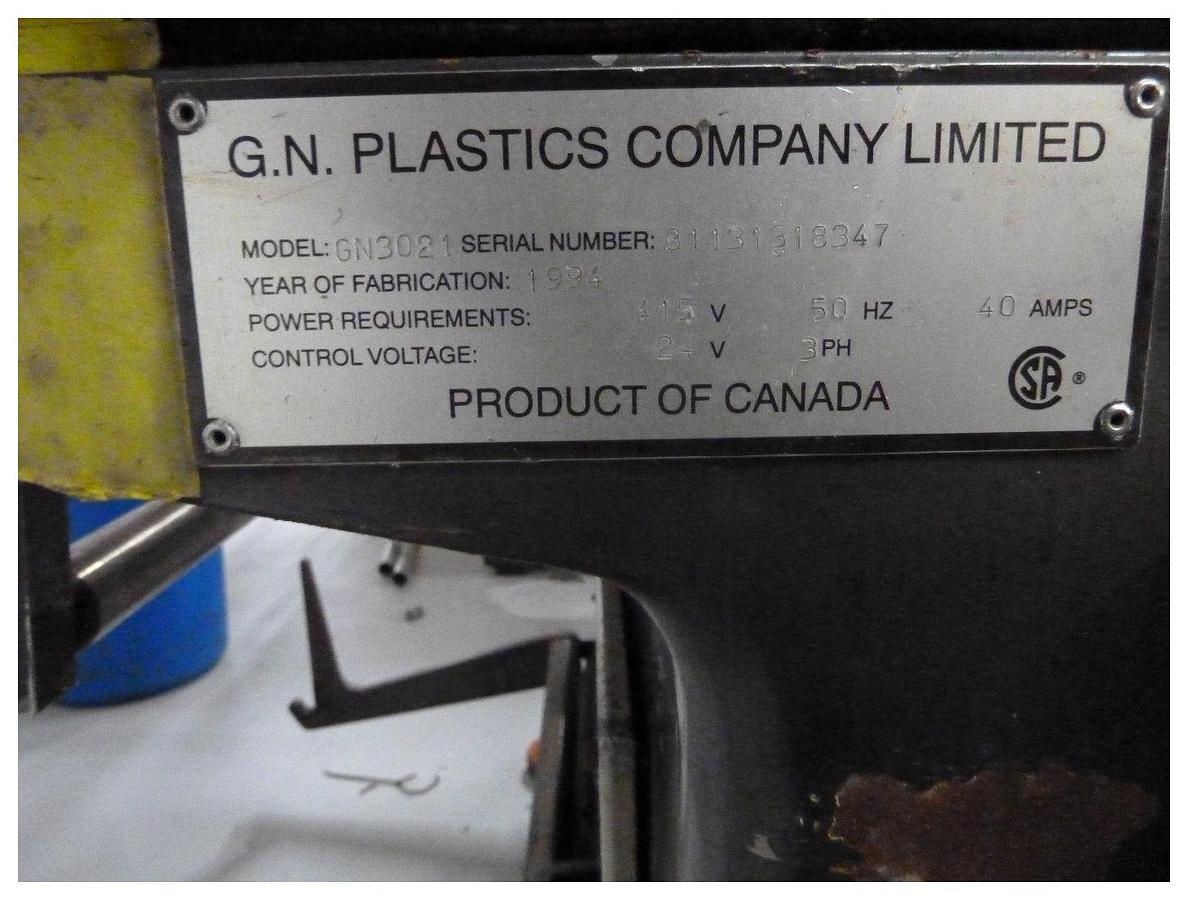 G.N. PLASTICS COMPANY LIMITED
MODEL: GN3021 SERIAL NUMBER:
YEAR OF FABRICATION: 1994
POWER REQUIREMENTS: 415 V 50 HZ 40 AMPS
CONTROL VOLTAGE: 24 V 3PH
PRODUCT OF CANADA
SA ®